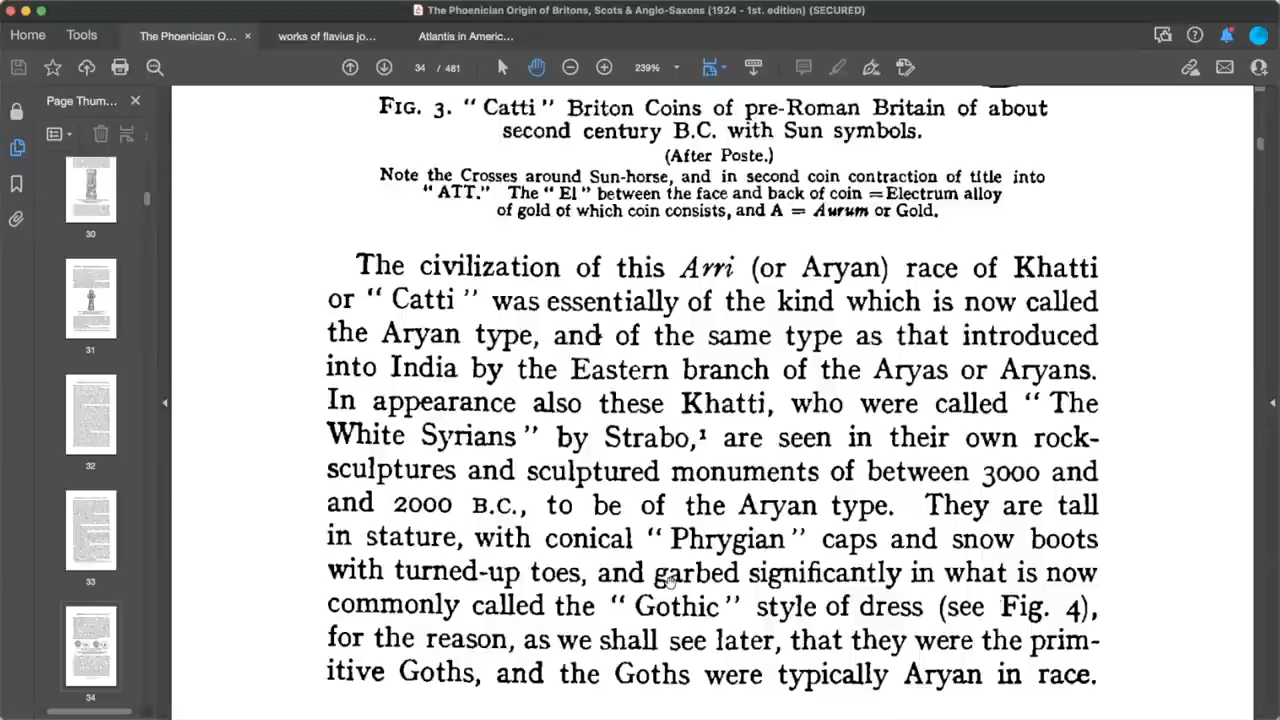 The Phoenician Origin of Britons, Scots & Anglo-Saxons (1924 - 1st. edition) (SECURED)
Home Tools The Phoenician O... × works of flavius jo... Atlantis in Americ...
34 / 481 239%
Page Thum... ×
30
31
32
33
34
FIG. 3. “ Catti ” Briton Coins of pre-Roman Britain of about
second century B.C. with Sun symbols.
(After Poste.)
Note the Crosses around Sun-horse, and in second coin contraction of title into
“ ATT.” The “ El ” between the face and back of coin =Electrum alloy
of gold of which coin consists, and A = Aurum or Gold.
The civilization of this Arri (or Aryan) race of Khatti
or “ Catti ” was essentially of the kind which is now called
the Aryan type, and of the same type as that introduced
into India by the Eastern branch of the Aryas or Aryans.
In appearance also these Khatti, who were called “ The
White Syrians ” by Strabo,¹ are seen in their own rock-
sculptures and sculptured monuments of between 3000 and
and 2000 B.C., to be of the Aryan type. They are tall
in stature, with conical “ Phrygian ” caps and snow boots
with turned-up toes, and garbed significantly in what is now
commonly called the “ Gothic ” style of dress (see Fig. 4),
for the reason, as we shall see later, that they were the prim-
itive Goths, and the Goths were typically Aryan in race.